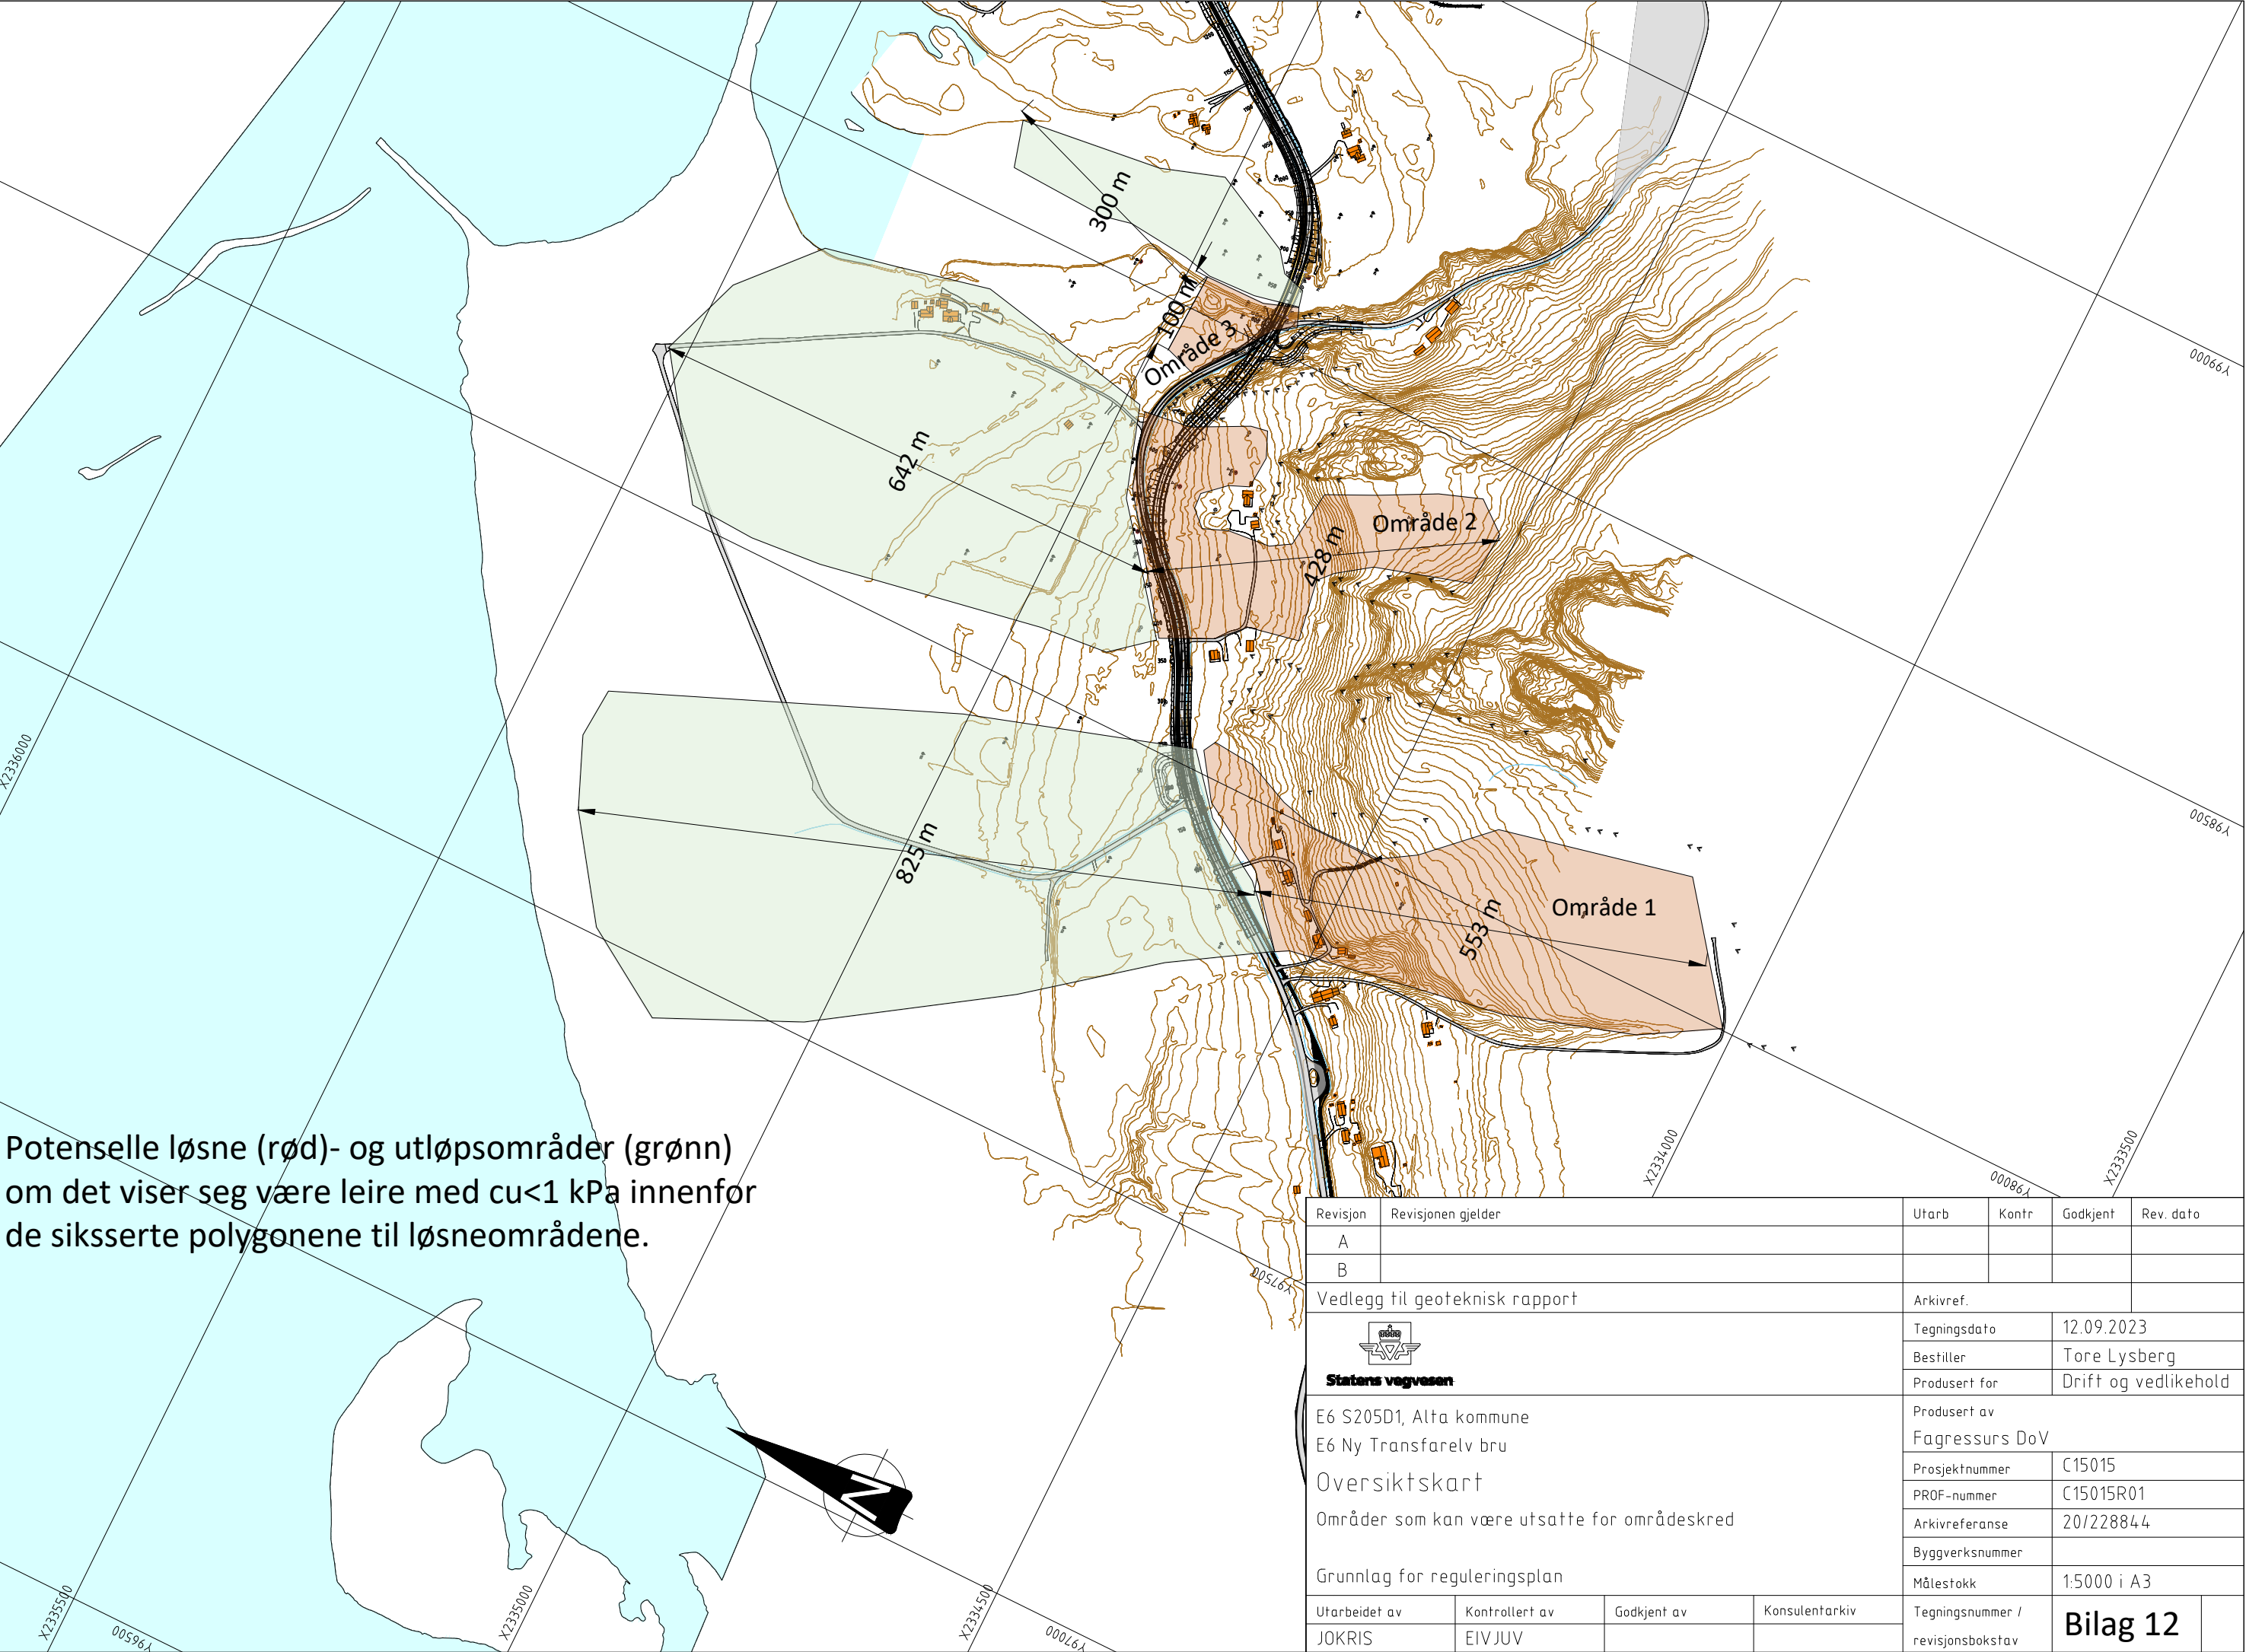 300 m
100 m
Område 3
642 m
Område 2
428 m
825 m
Område 1
553 m
Y99000
Y98500
Y98000
Y97500
Y97000
Y96500
X2336000
X2335500
X2335000
X2334500
X2334000
X2333500
Potenselle løsne (rød)- og utløpsområder (grønn)
om det viser seg være leire med cu<1 kPa innenfor
de siksserte polygonene til løsneområdene.
N
Revisjon Revisjonen gjelder Utarb Kontr Godkjent Rev. dato
A
B
Vedlegg til geoteknisk rapport
Arkivref.
Statens vegvesen
Tegningsdato 12.09.2023
Bestiller Tore Lysberg
Produsert for Drift og vedlikehold
E6 S205D1, Alta kommune
E6 Ny Transfarelv bru
Oversiktskart
Områder som kan være utsatte for områdeskred
Grunnlag for reguleringsplan
Produsert av
Fagressurs DoV
Prosjektnummer C15015
PROF-nummer C15015R01
Arkivreferanse 20/228844
Byggverksnummer
Målestokk 1:5000 i A3
Utarbeidet av Kontrollert av Godkjent av Konsulentarkiv
JOKRIS EIVJUV
Tegningsnummer /
revisjonsbokstav
Bilag 12